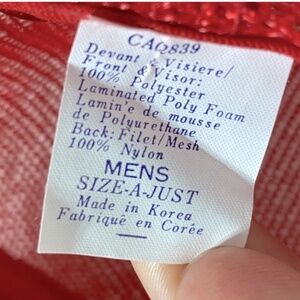 CA02839
Devant & Visiere/
Front & Visor:
100% Polyester
Laminated Poly Foam
Lamin'e de mousse
de Polyurethane
Back: Filet/Mesh
100% Nylon
MENS
SIZE-A-JUST
Made in Korea
Fabriqué en Corée